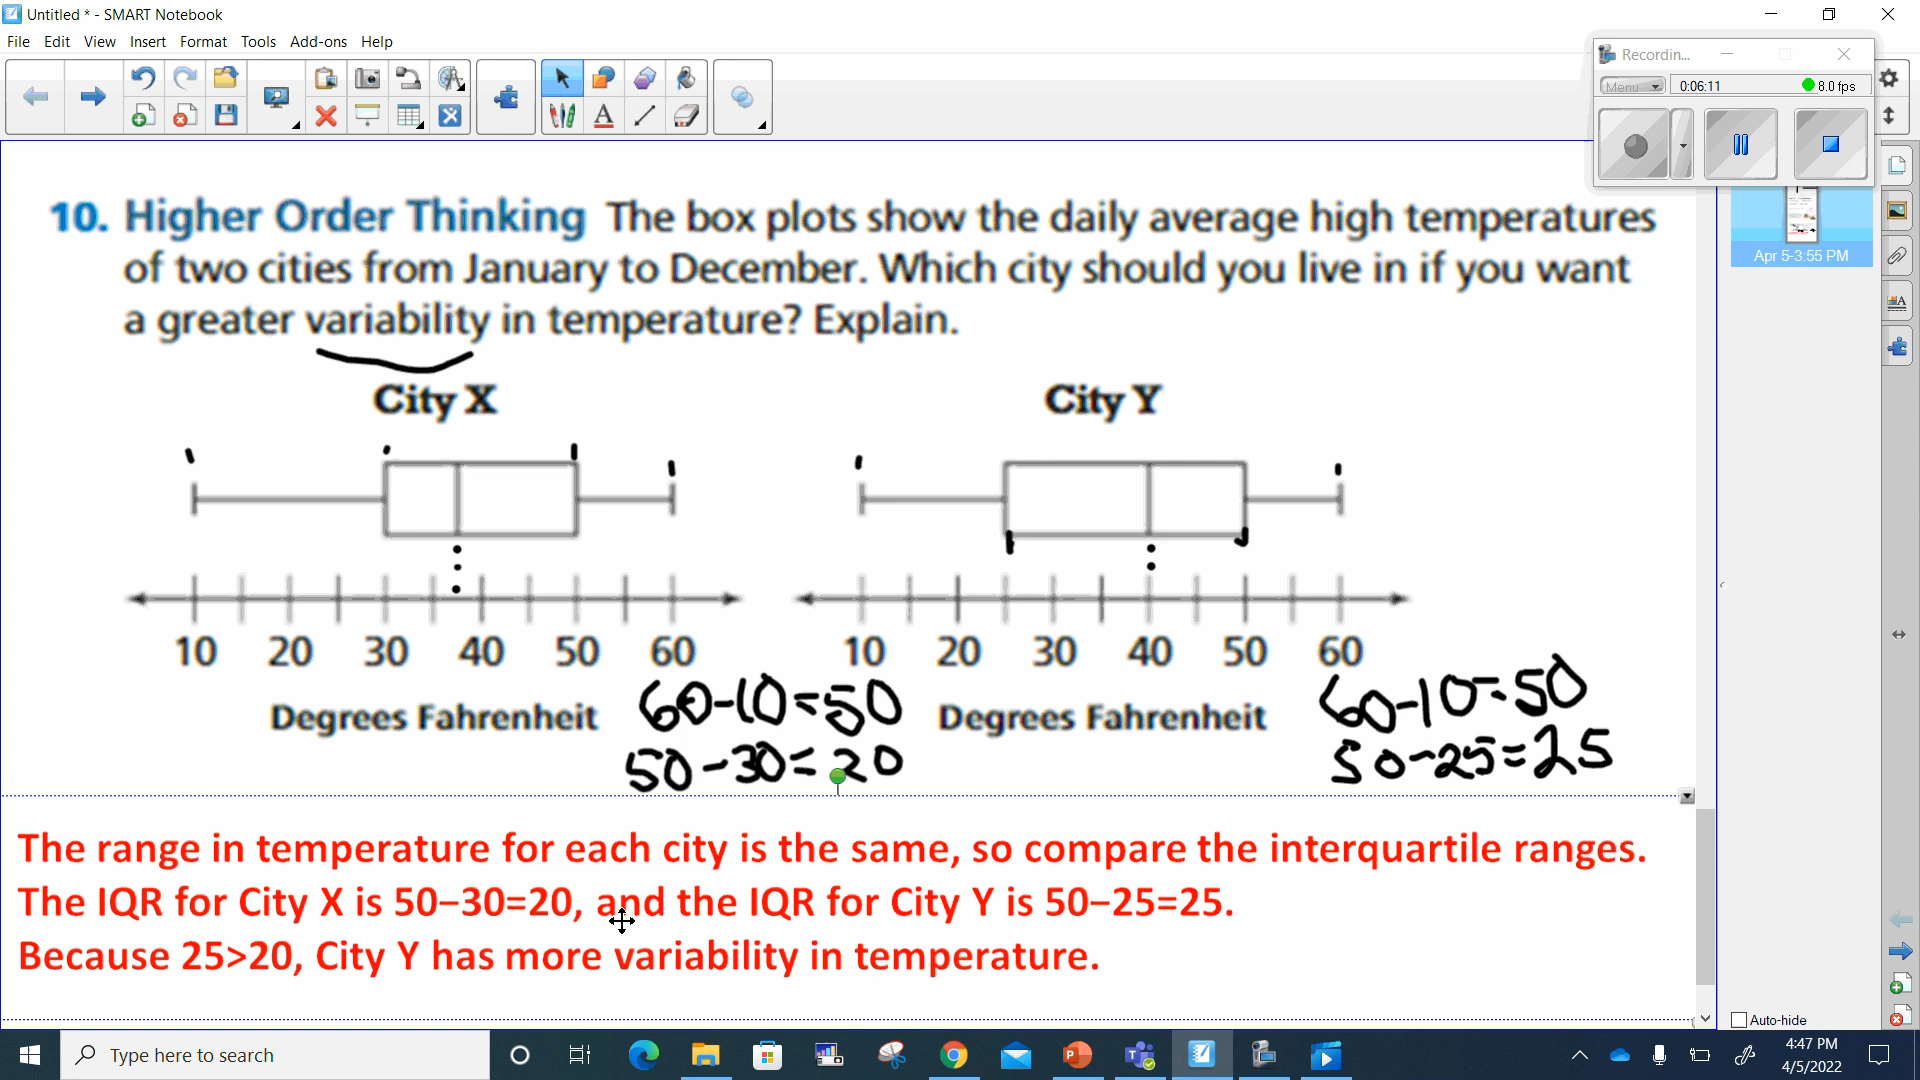 Untitled * - SMART Notebook
File Edit View Insert Format Tools Add-ons Help
Recordin...
Menu 0:06:11 8.0 fps
10. Higher Order Thinking The box plots show the daily average high temperatures
of two cities from January to December. Which city should you live in if you want
a greater variability in temperature? Explain.
Apr 5-3:55 PM
City X City Y
10 20 30 40 50 60 10 20 30 40 50 60
Degrees Fahrenheit 60-10=50 Degrees Fahrenheit 60-10=50
50-30=20 50-25=25
The range in temperature for each city is the same, so compare the interquartile ranges.
The IQR for City X is 50–30=20, and the IQR for City Y is 50–25=25.
Because 25>20, City Y has more variability in temperature.
Auto-hide
Type here to search
4:47 PM
4/5/2022